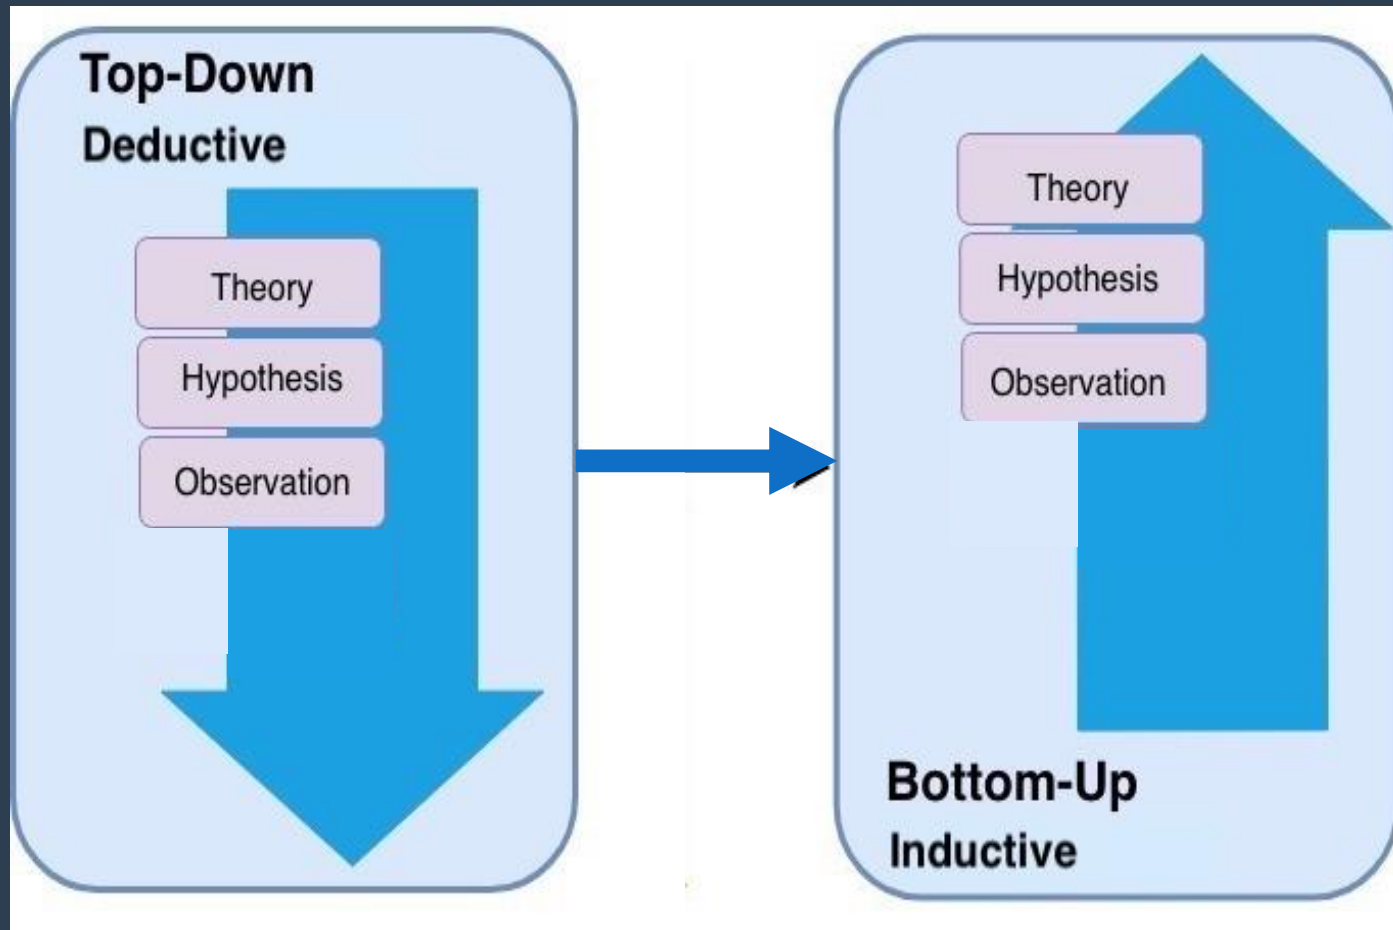 Top-Down
Deductive
Theory
Hypothesis
Observation
Theory
Hypothesis
Observation
Bottom-Up
Inductive